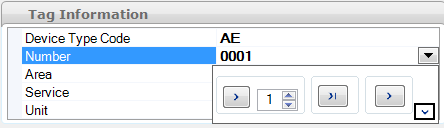 Tag Information
Device Type Code AE
Number 0001
Area
Service
Unit
1